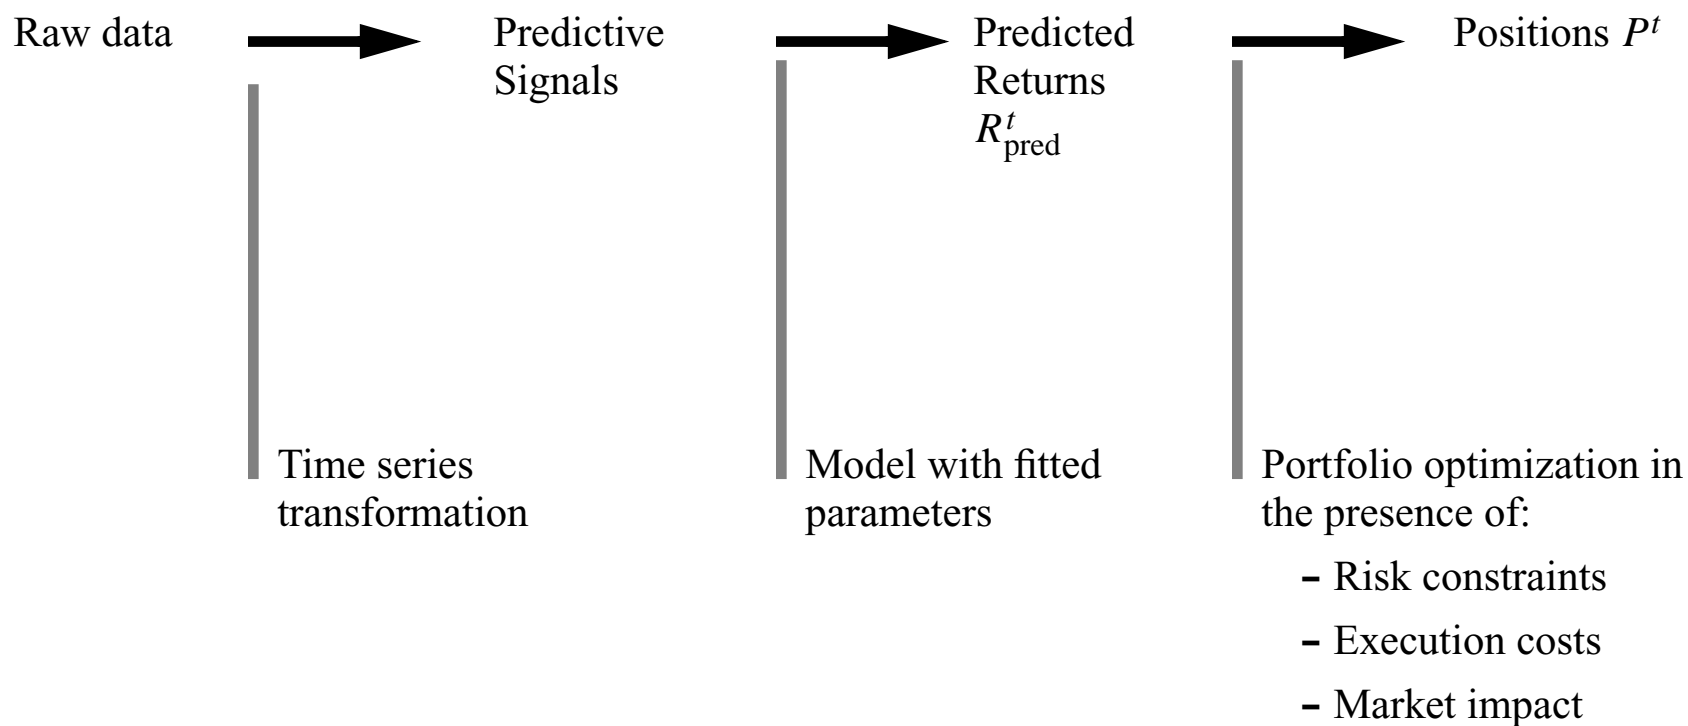 Raw data
Predictive
Signals
Predicted
Returns
R^t_pred
Positions P^t
Time series
transformation
Model with fitted
parameters
Portfolio optimization in
the presence of:
– Risk constraints
– Execution costs
– Market impact